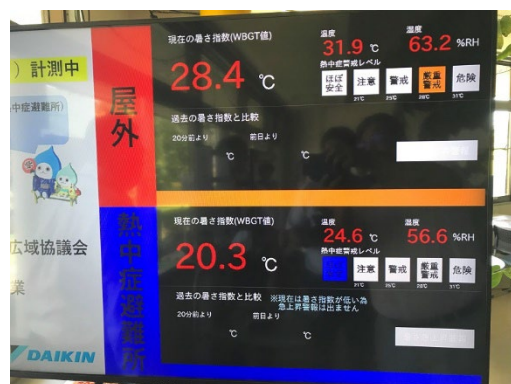 ) 計測中
中症避難所)
広域協議会
業
DAIKIN
屋外
現在の暑さ指数(WBGT値)
28.4 ℃
温度
31.9 ℃
湿度
63.2 %RH
熱中症警戒レベル
ほぼ安全
注意
警戒
厳重警戒
危険
21℃ 25℃ 28℃ 31℃
過去の暑さ指数と比較
20分前より
前日より
℃ ℃
熱中症避難所
現在の暑さ指数(WBGT値)
20.3 ℃
温度
24.6 ℃
湿度
56.6 %RH
熱中症警戒レベル
注意
警戒
厳重警戒
危険
21℃ 25℃ 28℃ 31℃
過去の暑さ指数と比較
※現在は暑さ指数が低い為
急上昇警報は出ません
20分前より
前日より
℃ ℃